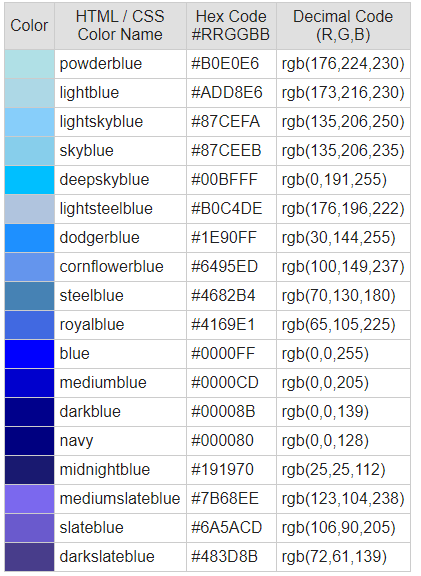 Color HTML / CSS Color Name Hex Code #RRGGBB Decimal Code (R,G,B)
powderblue #B0E0E6 rgb(176,224,230)
lightblue #ADD8E6 rgb(173,216,230)
lightskyblue #87CEFA rgb(135,206,250)
skyblue #87CEEB rgb(135,206,235)
deepskyblue #00BFFF rgb(0,191,255)
lightsteelblue #B0C4DE rgb(176,196,222)
dodgerblue #1E90FF rgb(30,144,255)
cornflowerblue #6495ED rgb(100,149,237)
steelblue #4682B4 rgb(70,130,180)
royalblue #4169E1 rgb(65,105,225)
blue #0000FF rgb(0,0,255)
mediumblue #0000CD rgb(0,0,205)
darkblue #00008B rgb(0,0,139)
navy #000080 rgb(0,0,128)
midnightblue #191970 rgb(25,25,112)
mediumslateblue #7B68EE rgb(123,104,238)
slateblue #6A5ACD rgb(106,90,205)
darkslateblue #483D8B rgb(72,61,139)